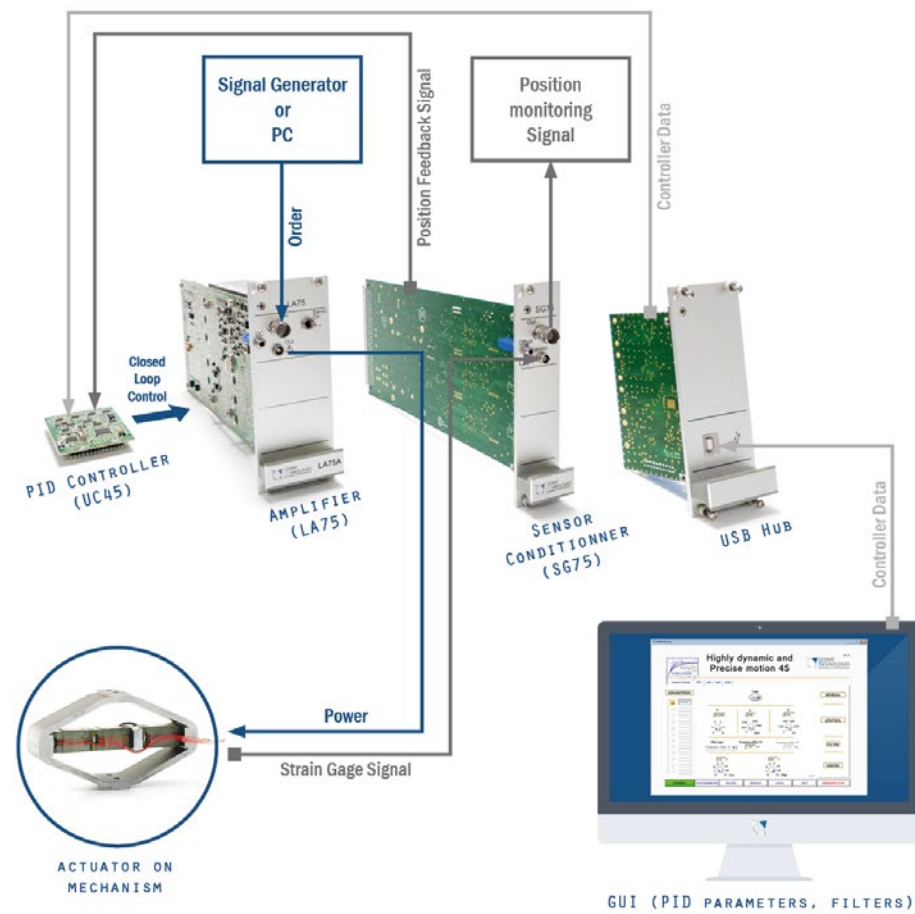 Signal Generator
or
PC
Position
monitoring
Signal
Position Feedback Signal
Controller Data
Order
LA75
Out
SG75
Out
Closed
Loop
Control
LA75A
PID CONTROLLER
(UC45)
AMPLIFIER
(LA75)
SENSOR
CONDITIONNER
(SG75)
USB HUB
Controller Data
Highly dynamic and
Precise motion 45
Power
Strain Gage Signal
ACTUATOR ON
MECHANISM
GUI (PID PARAMETERS, FILTERS)